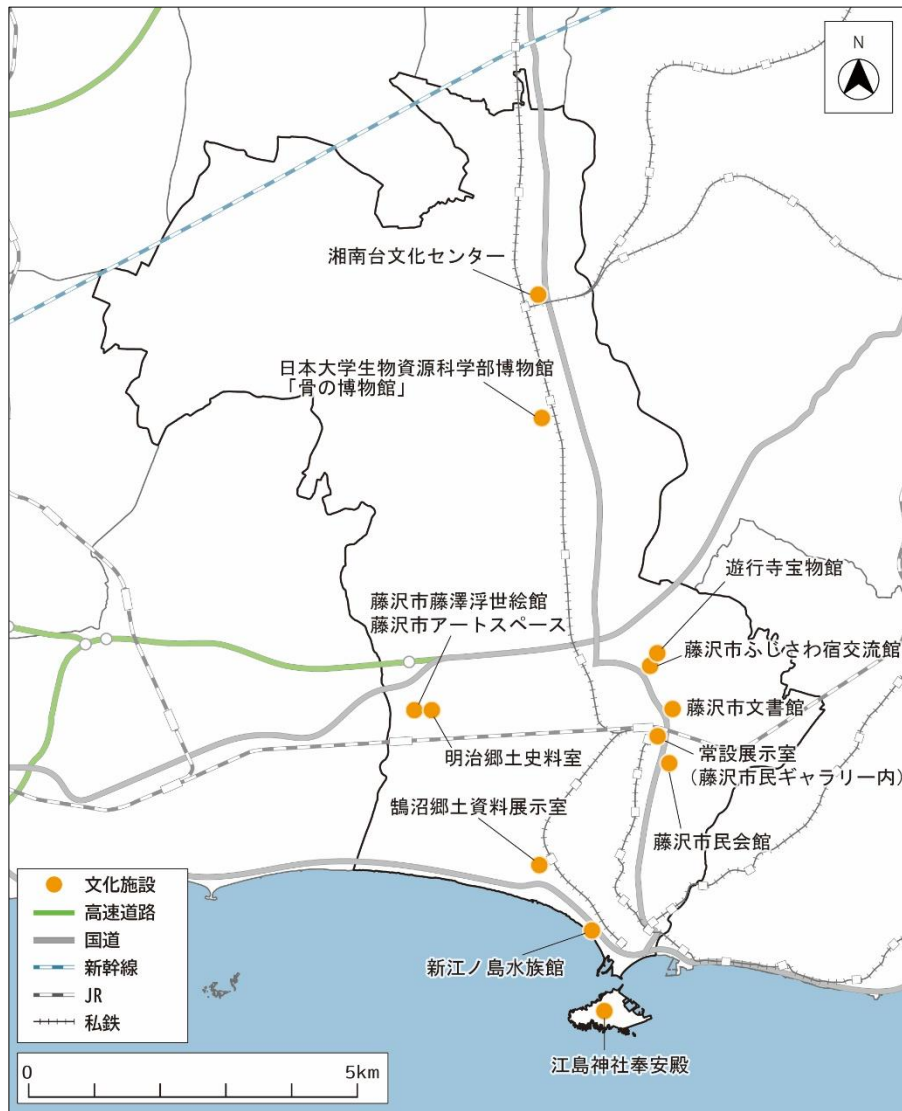 N
湘南台文化センター
日本大学生物資源科学部博物館
「骨の博物館」
遊行寺宝物館
藤沢市藤澤浮世絵館
藤沢市アートスペース
藤沢市ふじさわ宿交流館
藤沢市文書館
明治郷土史料室
常設展示室
(藤沢市民ギャラリー内)
鵠沼郷土資料展示室
藤沢市民会館
文化施設
高速道路
国道
新幹線
JR
私鉄
新江ノ島水族館
江島神社奉安殿
0 5km